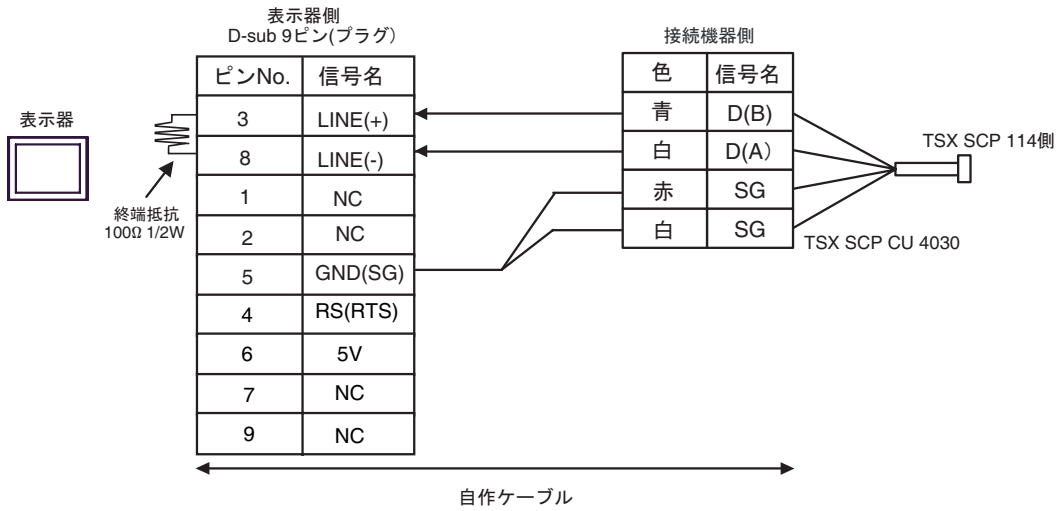 表示器側
D-sub 9ピン(プラグ)
接続機器側
ピンNo. 信号名
色 信号名
表示器
3 LINE(+)
青 D(B)
8 LINE(-)
白 D(A)
TSX SCP 114側
1 NC
赤 SG
終端抵抗
100Ω 1/2W
2 NC
白 SG
TSX SCP CU 4030
5 GND(SG)
4 RS(RTS)
6 5V
7 NC
9 NC
自作ケーブル